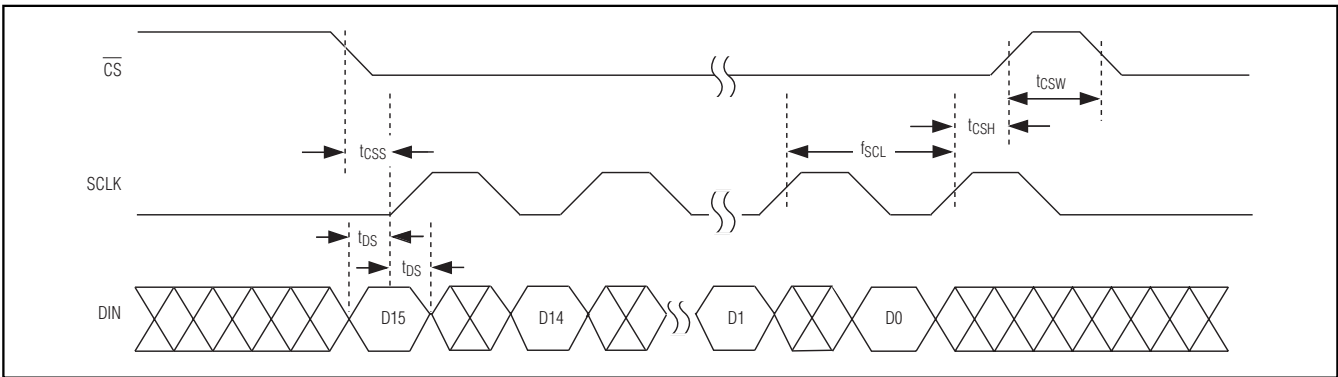 CS
tCSW
tCSH
tCSS
fSCL
SCLK
tDS
tDS
DIN
D15
D14
D1
D0